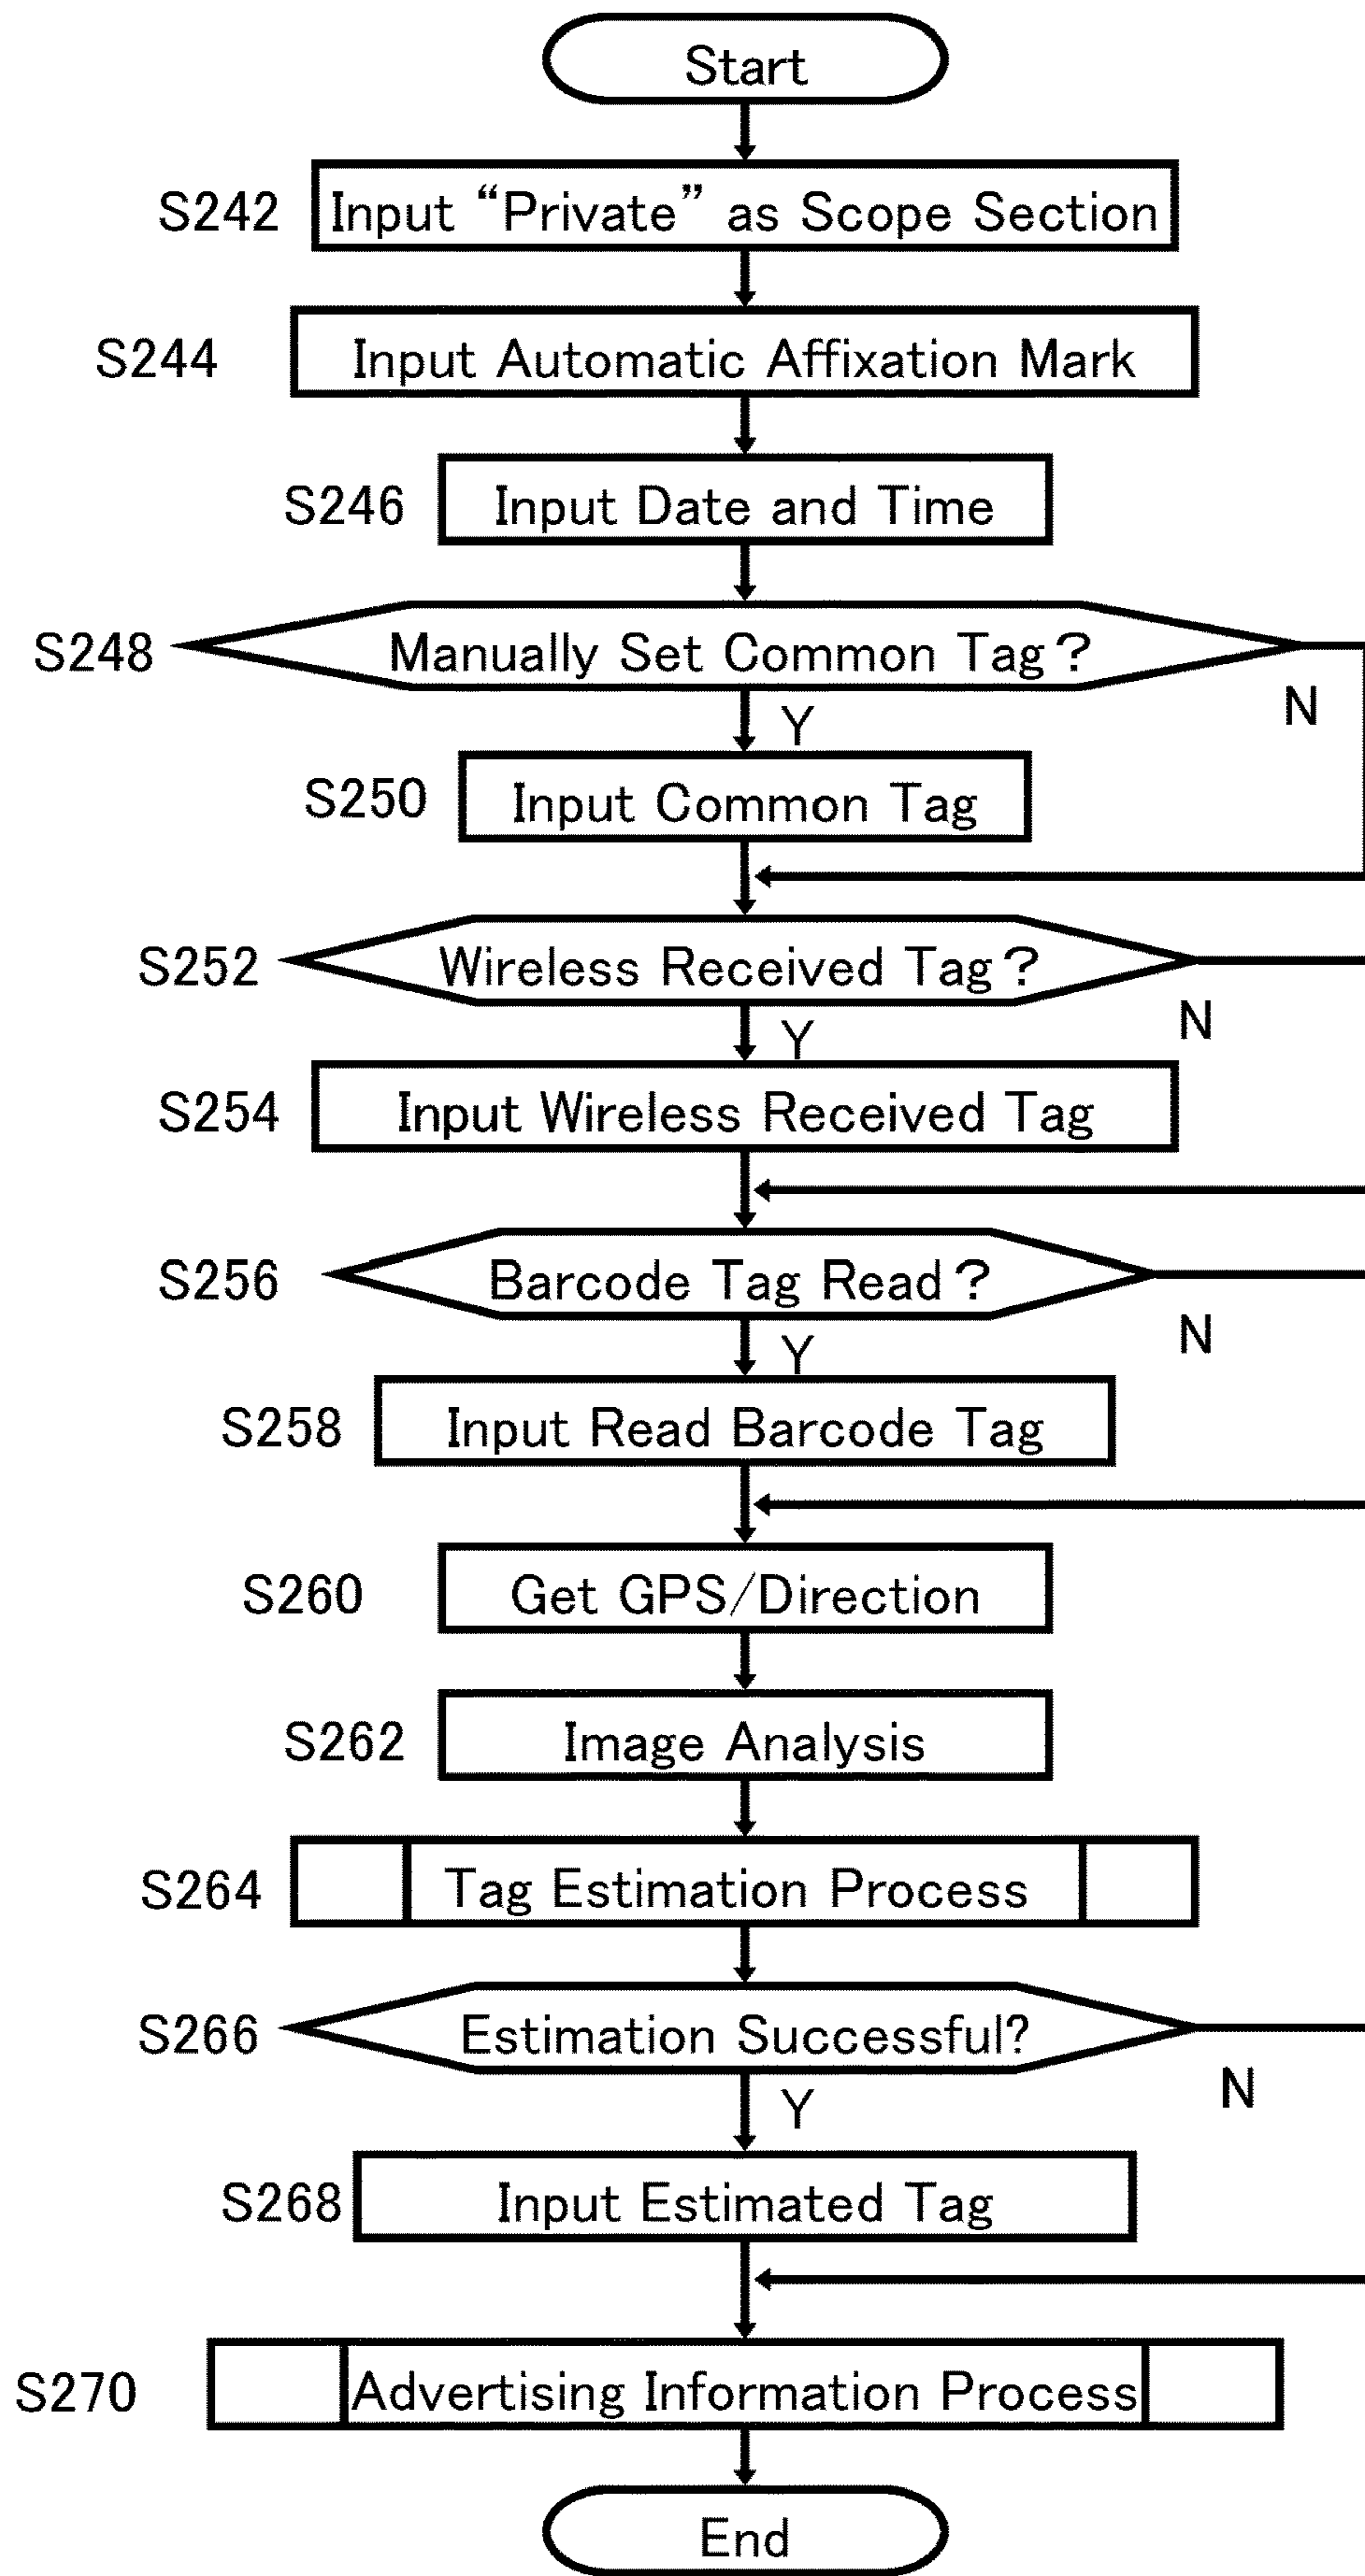 Start
S242 Input “Private” as Scope Section
S244 Input Automatic Affixation Mark
S246 Input Date and Time
S248 Manually Set Common Tag?
N
Y
S250 Input Common Tag
S252 Wireless Received Tag?
N
Y
S254 Input Wireless Received Tag
S256 Barcode Tag Read?
N
Y
S258 Input Read Barcode Tag
S260 Get GPS/Direction
S262 Image Analysis
S264 Tag Estimation Process
S266 Estimation Successful?
N
Y
S268 Input Estimated Tag
S270 Advertising Information Process
End